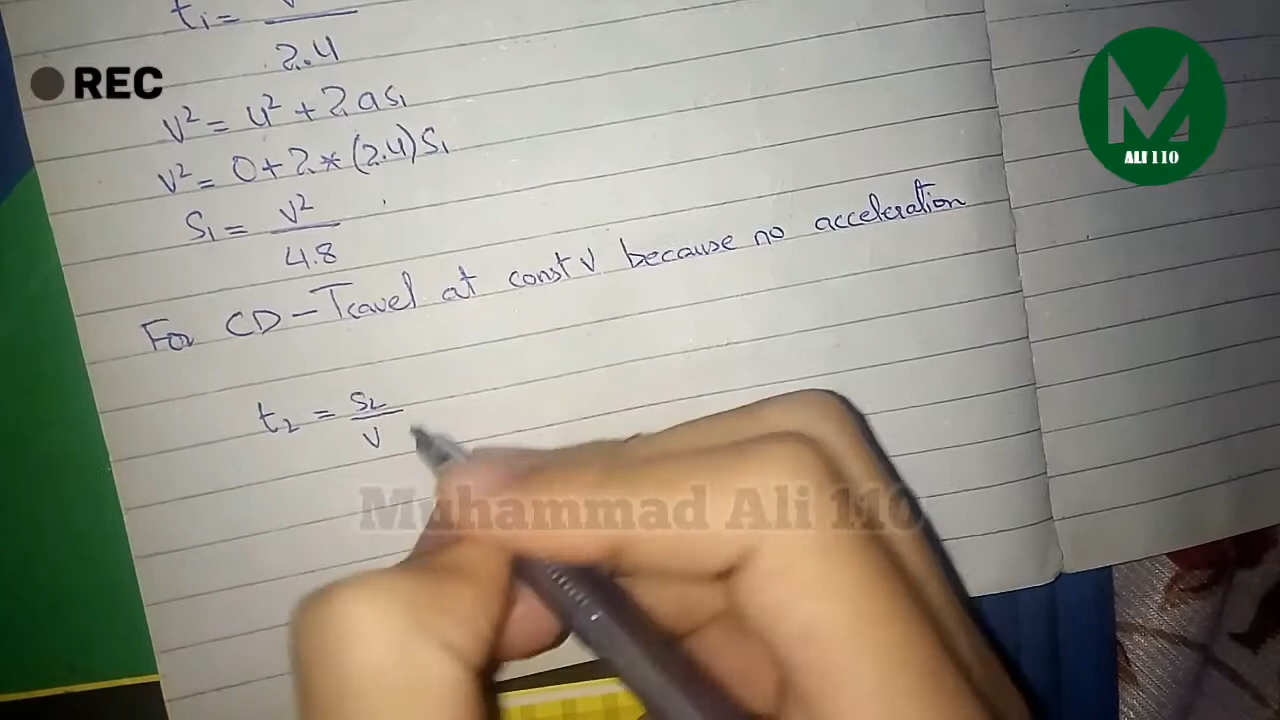 t₁ = v
2.4
REC
v² = u² + 2as₁
v² = 0 + 2*(2.4)S₁
S₁ = v²
4.8
For CD - Travel at const v because no acceleration
t₂ = S₂
v
M
ALI 110
Muhammad Ali 110